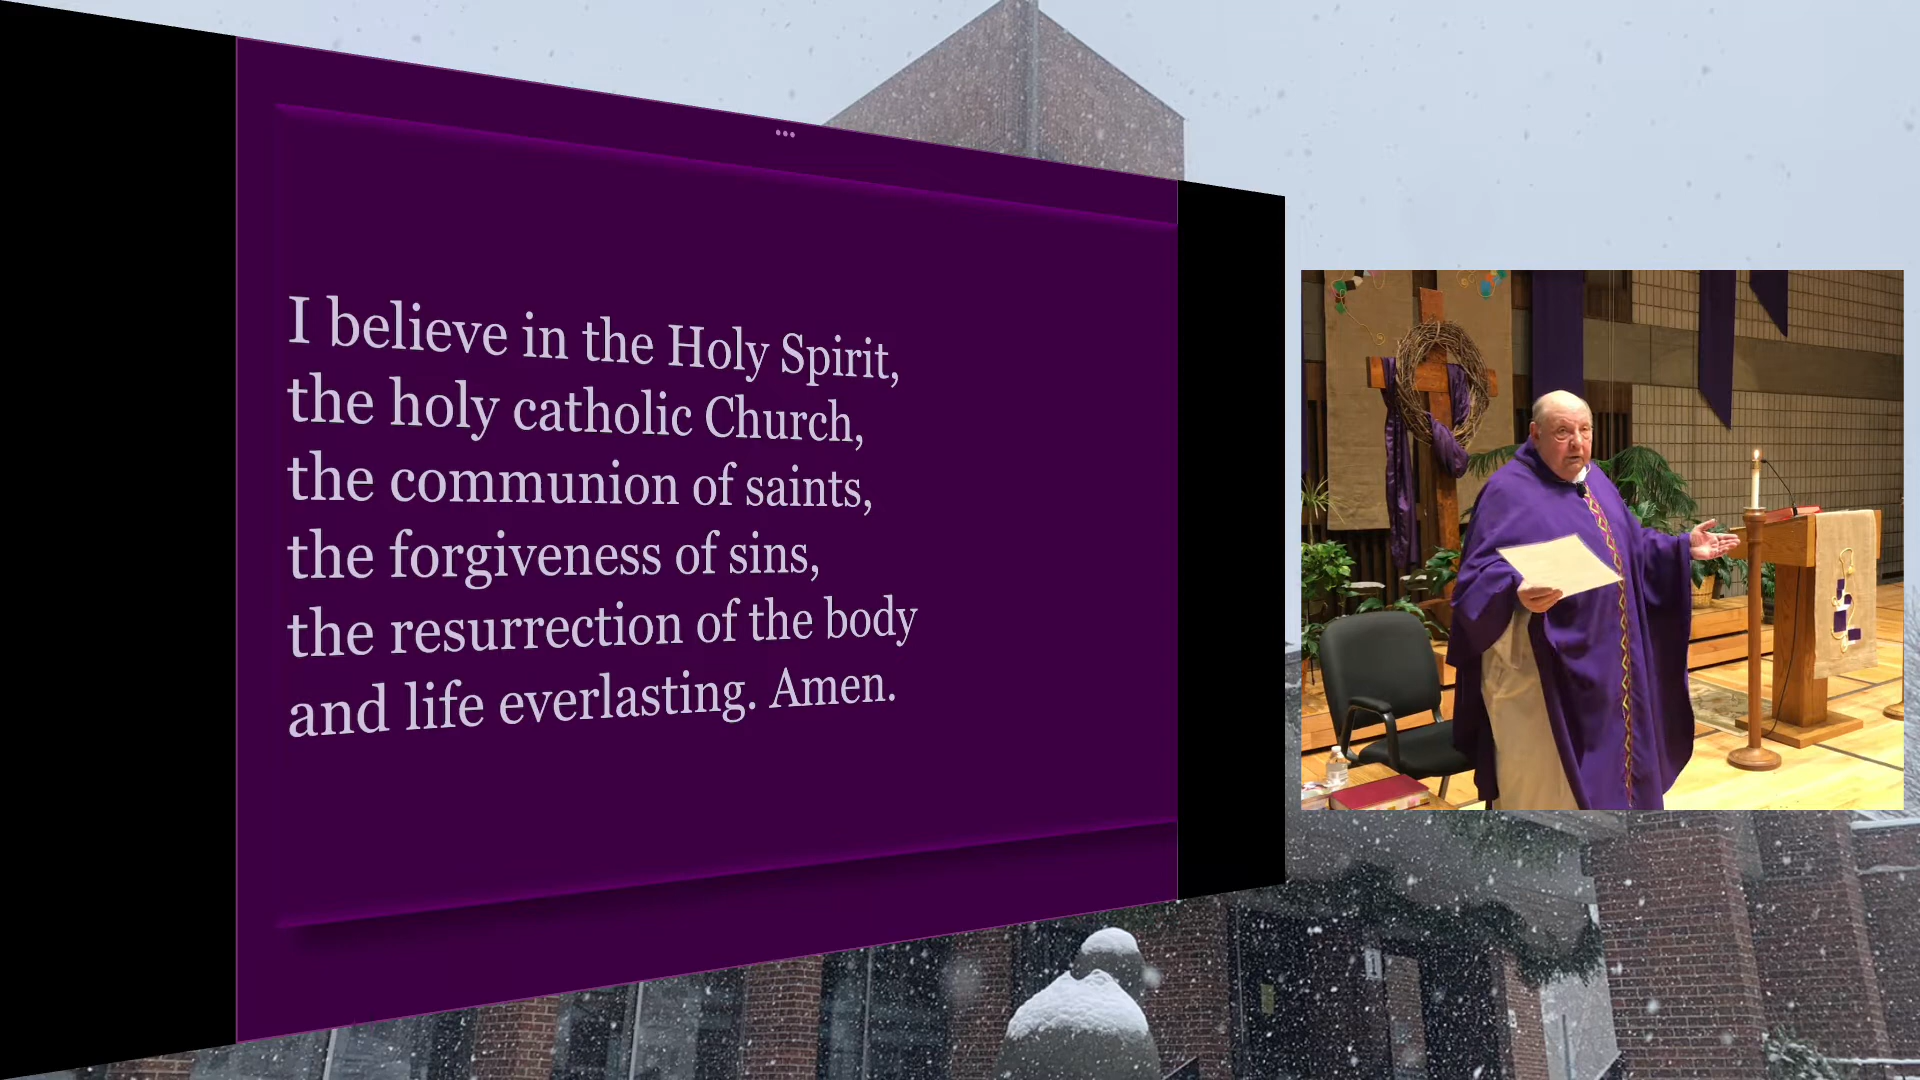 I believe in the Holy Spirit,
the holy catholic Church,
the communion of saints,
the forgiveness of sins,
the resurrection of the body
and life everlasting. Amen.